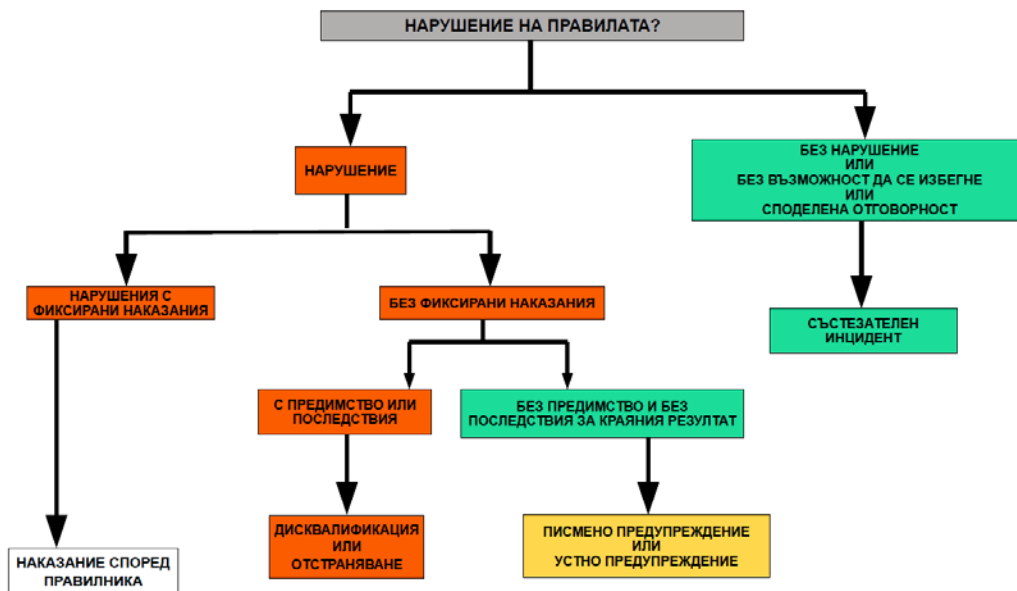 НАРУШЕНИЕ НА ПРАВИЛАТА?
НАРУШЕНИЕ
БЕЗ НАРУШЕНИЕ
ИЛИ
БЕЗ ВЪЗМОЖНОСТ ДА СЕ ИЗБЕГНЕ
ИЛИ
СПОДЕЛЕНА ОТГОВОРНОСТ
НАРУШЕНИЯ С
ФИКСИРАНИ НАКАЗАНИЯ
БЕЗ ФИКСИРАНИ НАКАЗАНИЯ
СЪСТЕЗАТЕЛЕН
ИНЦИДЕНТ
С ПРЕДИМСТВО ИЛИ
ПОСЛЕДСТВИЯ
БЕЗ ПРЕДИМСТВО И БЕЗ
ПОСЛЕДСТВИЯ ЗА КРАЯНИЯ РЕЗУЛТАТ
НАКАЗАНИЕ СПОРЕД
ПРАВИЛНИКА
ДИСКВАЛИФИКАЦИЯ
ИЛИ
ОТСТРАНЯВАНЕ
ПИСМЕНО ПРЕДУПРЕЖДЕНИЕ
ИЛИ
УСТНО ПРЕДУПРЕЖДЕНИЕ